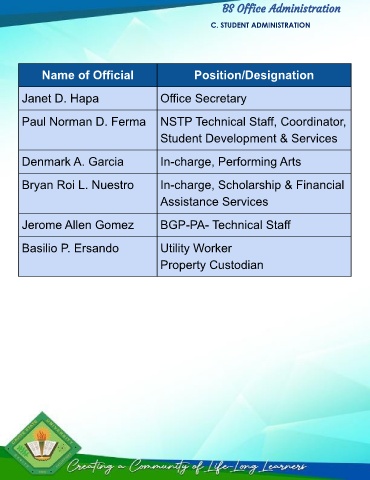 BS Office Administration
C. STUDENT ADMINISTRATION
Name of Official Position/Designation
Janet D. Hapa Office Secretary
Paul Norman D. Ferma NSTP Technical Staff, Coordinator,
Student Development & Services
Denmark A. Garcia In-charge, Performing Arts
Bryan Roi L. Nuestro In-charge, Scholarship & Financial
Assistance Services
Jerome Allen Gomez BGP-PA- Technical Staff
Basilio P. Ersando Utility Worker
Property Custodian
Creating a Community of Life-Long Learners